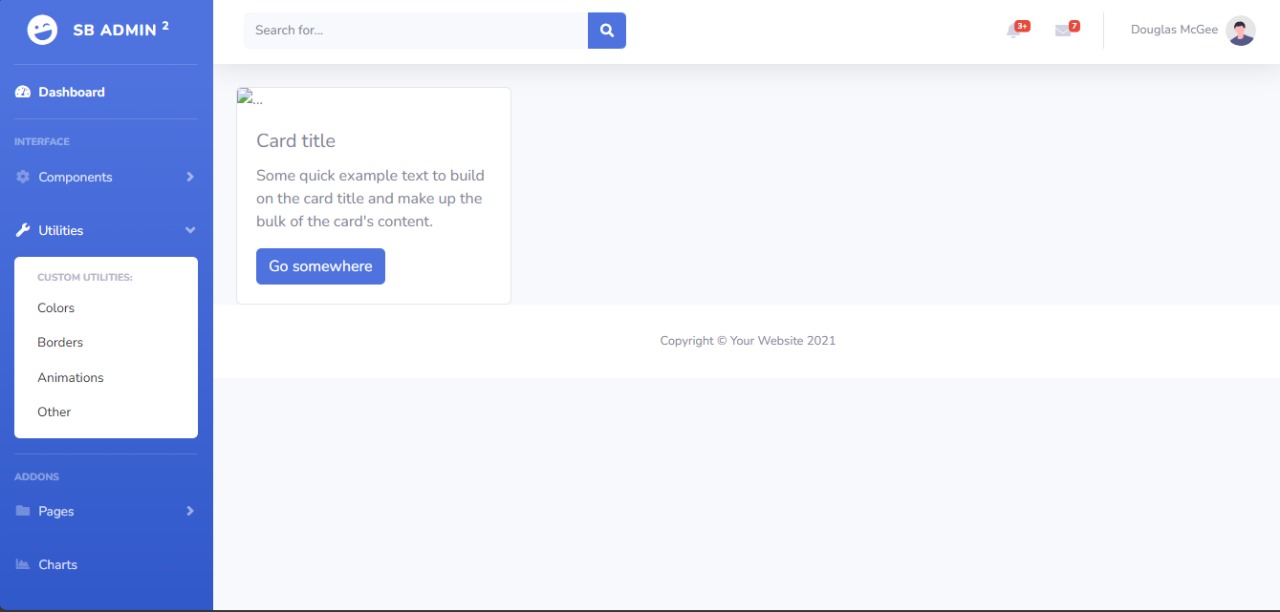 SB ADMIN 2
Search for...
3+
7
Douglas McGee
Dashboard
INTERFACE
Components
Utilities
CUSTOM UTILITIES:
Colors
Borders
Animations
Other
ADDONS
Pages
Charts
...
Card title
Some quick example text to build
on the card title and make up the
bulk of the card's content.
Go somewhere
Copyright © Your Website 2021